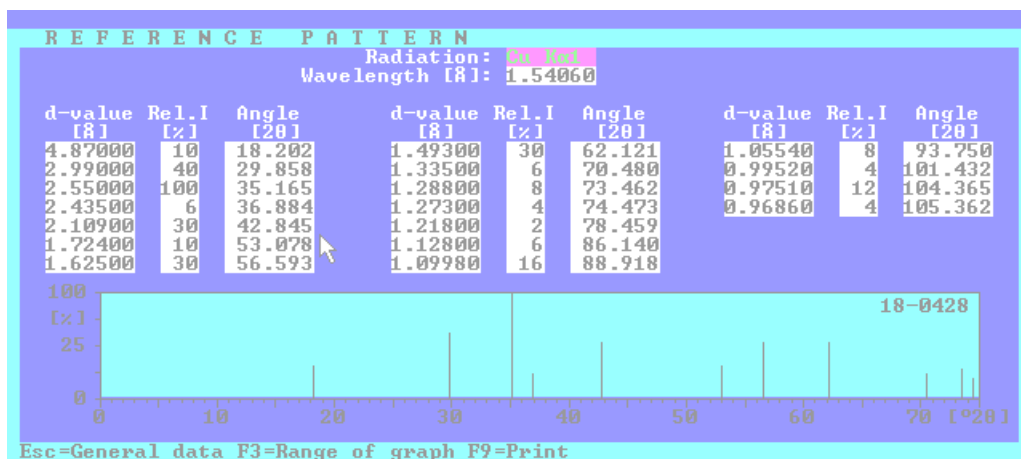 R E F E R E N C E   P A T T E R N
Radiation: Cu Kα1
Wavelength [Å]: 1.54060
d-value Rel.I Angle d-value Rel.I Angle d-value Rel.I Angle
[Å] [%] [2θ] [Å] [%] [2θ] [Å] [%] [2θ]
4.87000 10 18.202 1.49300 30 62.121 1.05540 8 93.750
2.99000 40 29.858 1.33500 6 70.480 0.99520 4 101.432
2.55000 100 35.165 1.28800 8 73.462 0.97510 12 104.365
2.43500 6 36.884 1.27300 4 74.473 0.96860 4 105.362
2.10900 30 42.845 1.21800 2 78.459
1.72400 10 53.078 1.12800 6 86.140
1.62500 30 56.593 1.09980 16 88.918
100
18-0428
[%]
25
0
0 10 20 30 40 50 60 70 [°2θ]
Esc=General data F3=Range of graph F9=Print